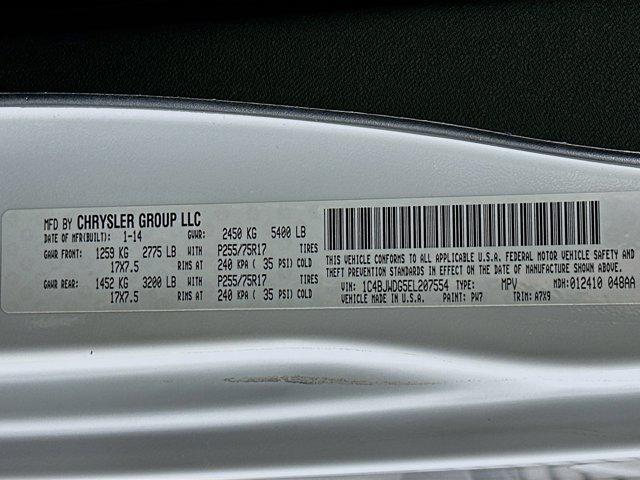 MFD BY CHRYSLER GROUP LLC
DATE OF MFR(BUILT): 1-14 GVWR: 2450 KG 5400 LB
GAWR FRONT: 1259 KG 2775 LB WITH P255/75R17 TIRES
17X7.5 RIMS AT 240 KPA ( 35 PSI) COLD
GAWR REAR: 1452 KG 3200 LB WITH P255/75R17 TIRES
17X7.5 RIMS AT 240 KPA ( 35 PSI) COLD
THIS VEHICLE CONFORMS TO ALL APPLICABLE U.S.A. FEDERAL MOTOR VEHICLE SAFETY AND
THEFT PREVENTION STANDARDS IN EFFECT ON THE DATE OF MANUFACTURE SHOWN ABOVE.
VIN: 1C4BJWDG5EL207554 TYPE: MPV MDH:012410 048AA
VEHICLE MADE IN U.S.A. PAINT: PW7 TRIM: A7X9